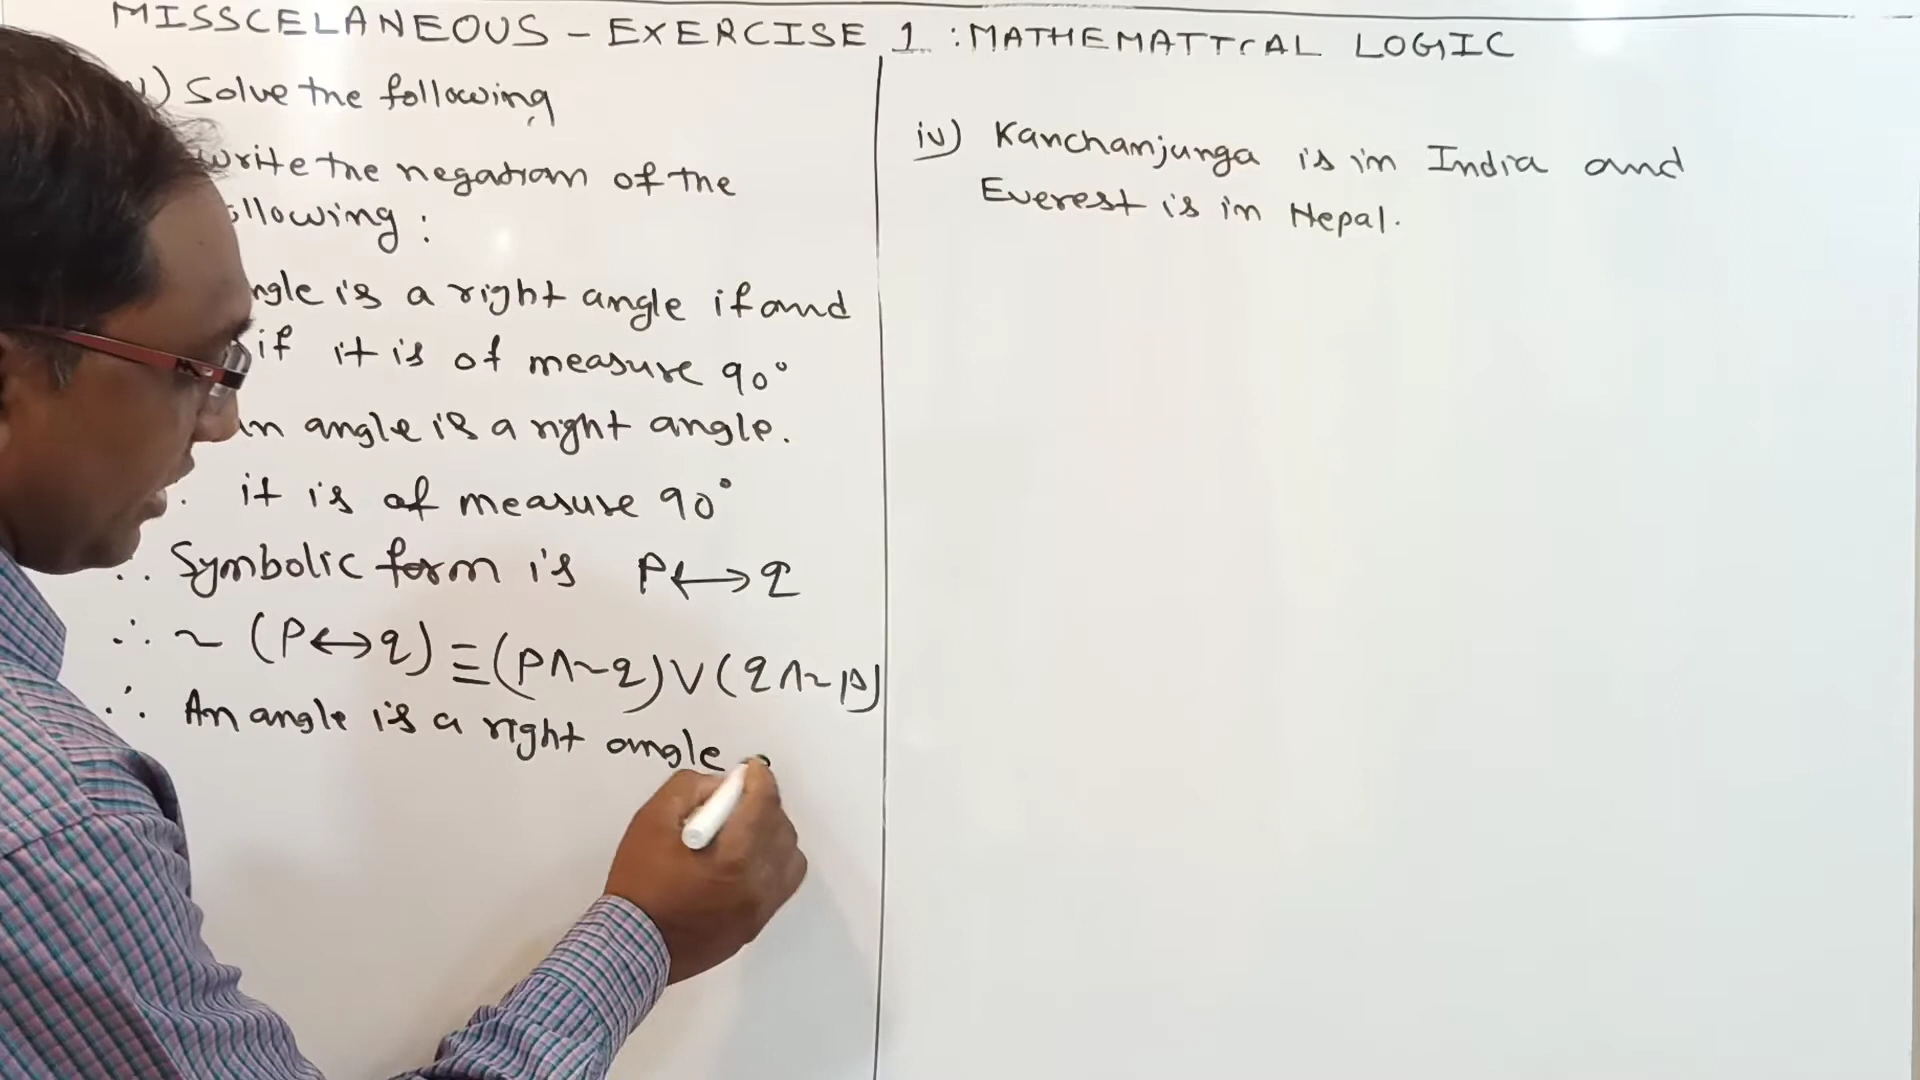 MISSCELANEOUS - EXERCISE 1 : MATHEMATICAL LOGIC
) Solve the following
write the negation of the
llowing :
ngle is a right angle if and
if it is of measure 90°
an angle is a right angle.
it is of measure 90°
∴ Symbolic form is P⟷q
∴ ~ (P↔q) ≡ (p∧~q)∨(q∧~p)
∴ An angle is a right angle
iv) Kanchanjunga is in India and
Everest is in Nepal.